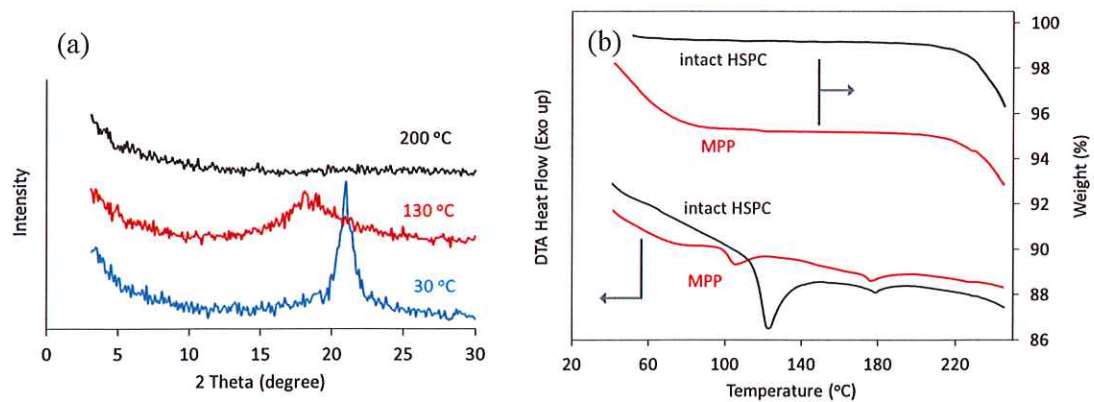 (a)
200 °C
130 °C
30 °C
Intensity
0 5 10 15 20 25 30
2 Theta (degree)
(b)
intact HSPC
MPP
intact HSPC
MPP
DTA Heat Flow (Exo up)
100
98
96
94
92
90
88
86
Weight (%)
20 60 100 140 180 220
Temperature (°C)